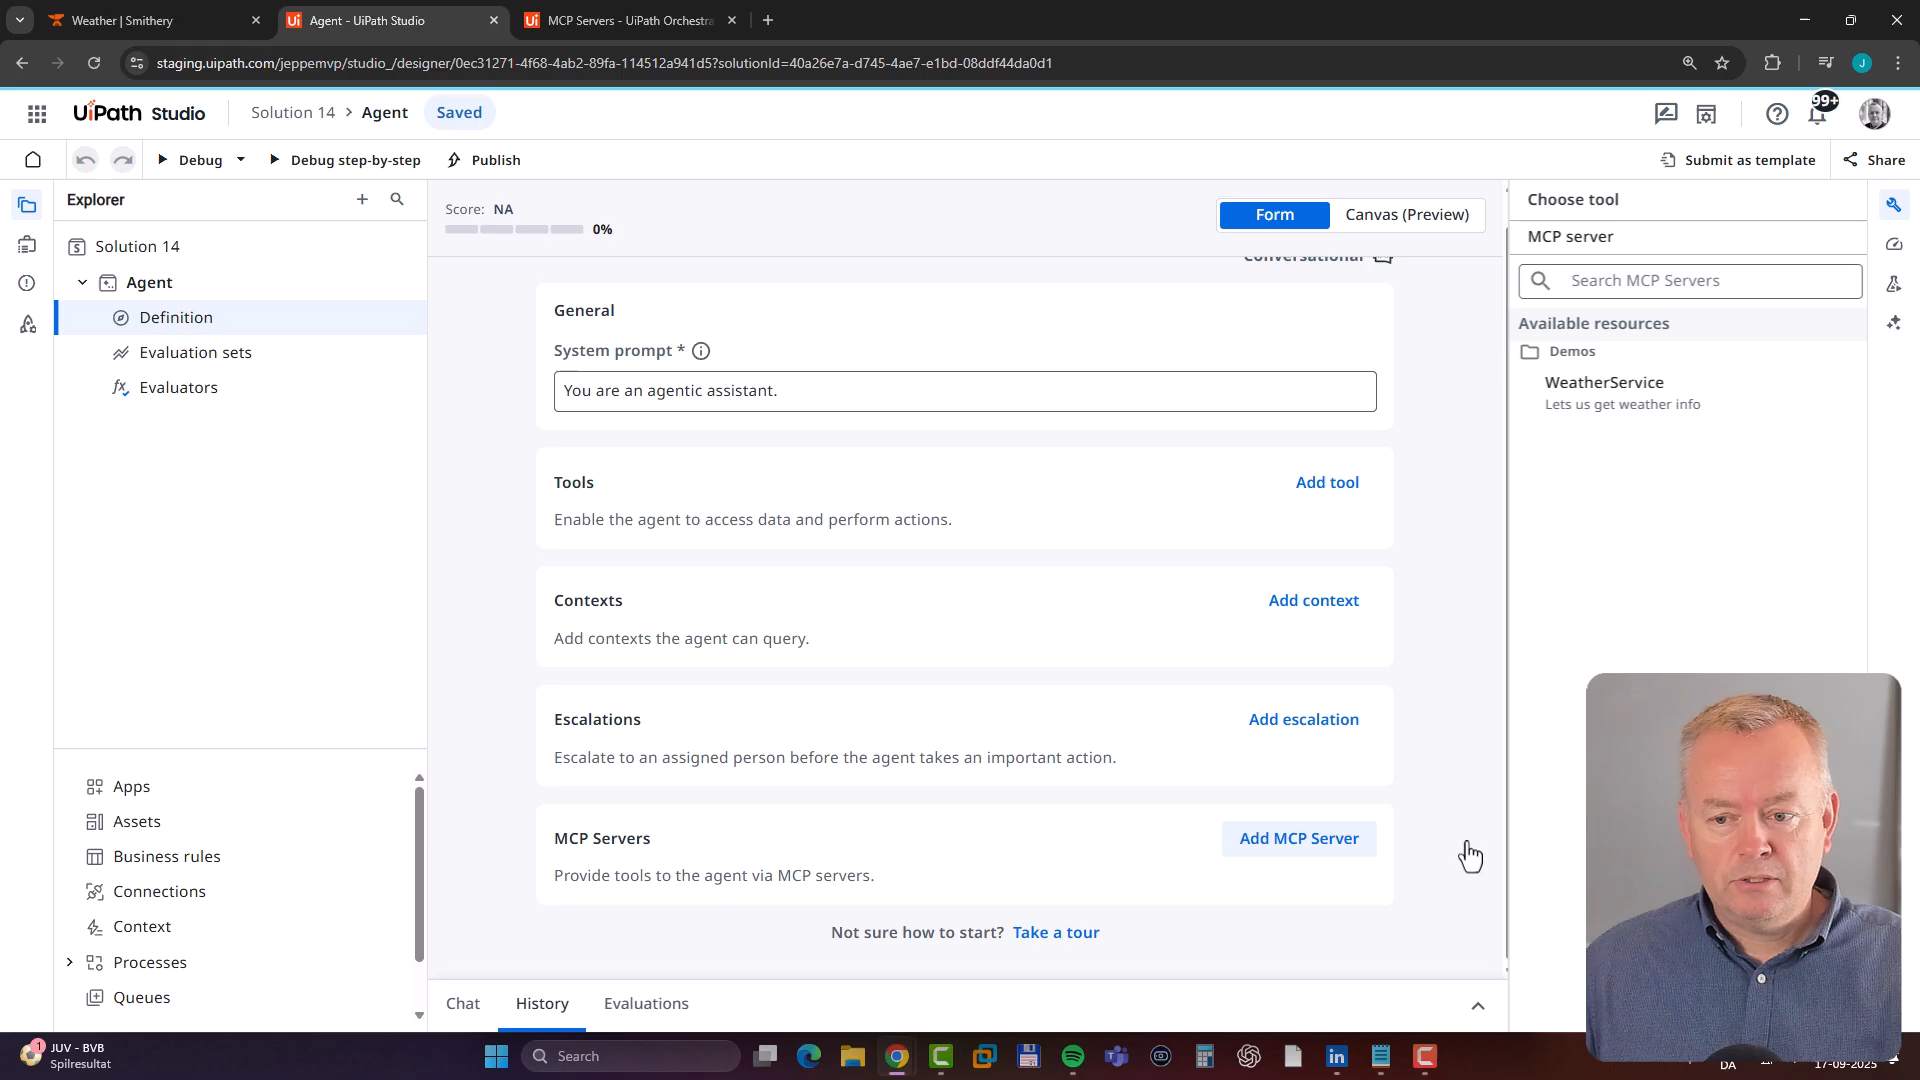 Weather | Smithery
Agent - UiPath Studio
MCP Servers - UiPath Orchestra
staging.uipath.com/jeppemvp/studio_/designer/0ec31271-4f68-4ab2-89fa-114512a941d5?solutionId=40a26e7a-d745-4ae7-e1bd-08ddf44da0d1
J
UiPath Studio
Solution 14 > Agent
Saved
99+
Debug
Debug step-by-step
Publish
Submit as template
Share
Explorer
Solution 14
Agent
Definition
Evaluation sets
Evaluators
Apps
Assets
Business rules
Connections
Context
Processes
Queues
Score: NA
0%
Form
Canvas (Preview)
Conversational
General
System prompt *
You are an agentic assistant.
Tools
Add tool
Enable the agent to access data and perform actions.
Contexts
Add context
Add contexts the agent can query.
Escalations
Add escalation
Escalate to an assigned person before the agent takes an important action.
MCP Servers
Add MCP Server
Provide tools to the agent via MCP servers.
Not sure how to start? Take a tour
Chat
History
Evaluations
Choose tool
MCP server
Search MCP Servers
Available resources
Demos
WeatherService
Lets us get weather info
1
JUV - BVB
Spilresultat
Search
DA
17-09-2025